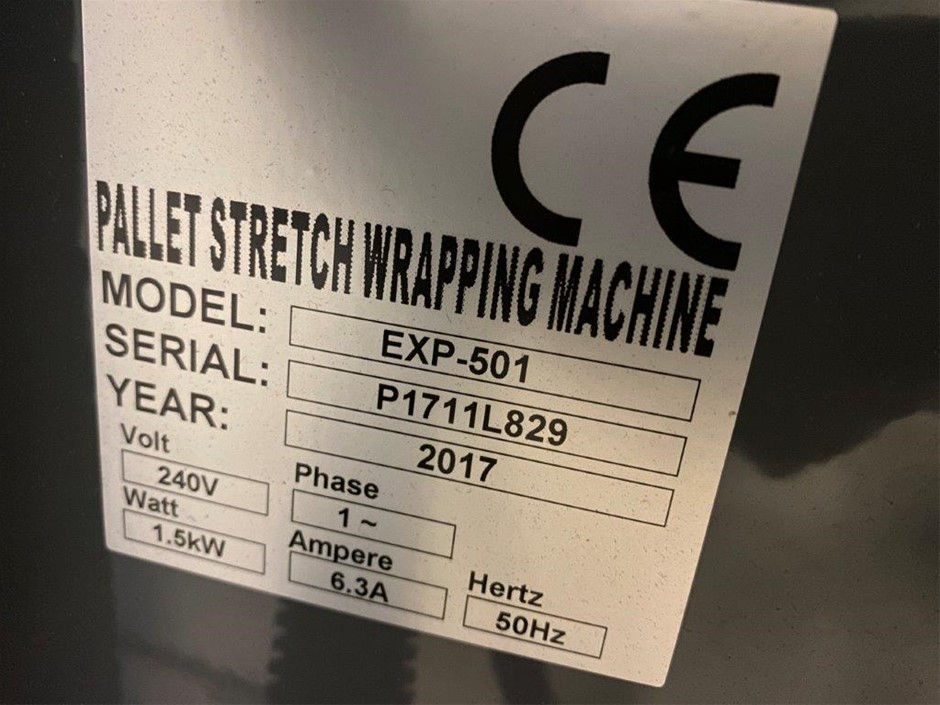 CE
PALLET STRETCH WRAPPING MACHINE
MODEL: EXP-501
SERIAL: P1711L829
YEAR: 2017
Volt
240V
Phase
1 ~
Watt
1.5kW
Ampere
6.3A
Hertz
50Hz